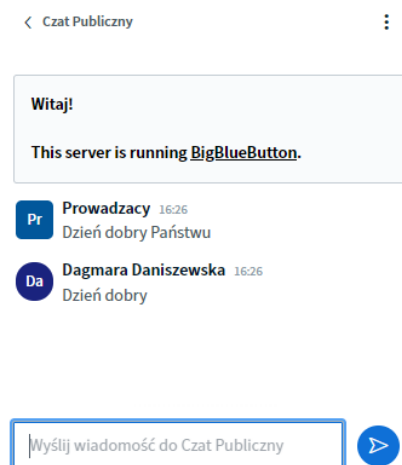 Czat Publiczny
Witaj!
This server is running BigBlueButton.
Pr
Prowadzacy 16:26
Dzień dobry Państwu
Da
Dagmara Daniszewska 16:26
Dzień dobry
Wyślij wiadomość do Czat Publiczny